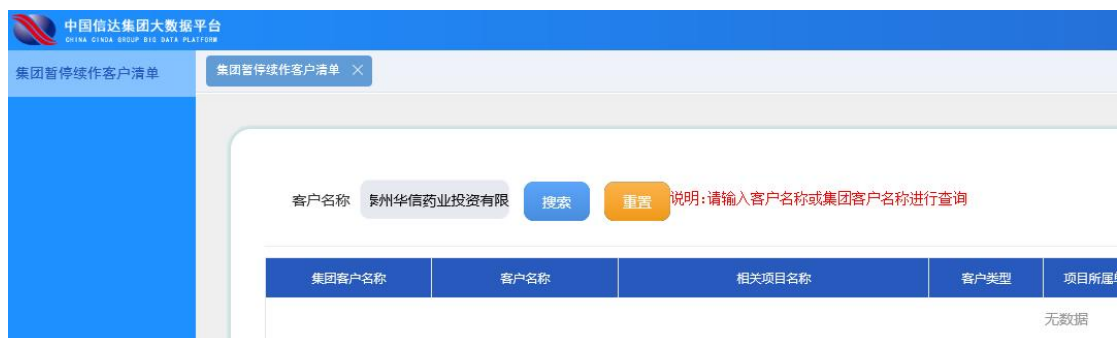 中国信达集团大数据平台
CHINA CINDA GROUP BIG DATA PLATFORM
集团暂停续作客户清单
集团暂停续作客户清单 ×
客户名称 州华信药业投资有限 搜索 重置 说明:请输入客户名称或集团客户名称进行查询
集团客户名称 客户名称 相关项目名称 客户类型 项目所属
无数据